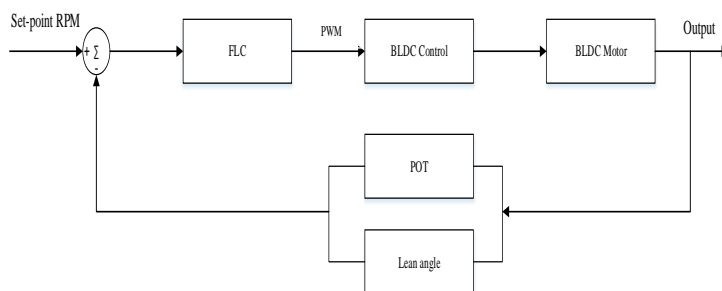 Set-point RPM
+ Σ
-
FLC
PWM
BLDC Control
BLDC Motor
Output
POT
Lean angle